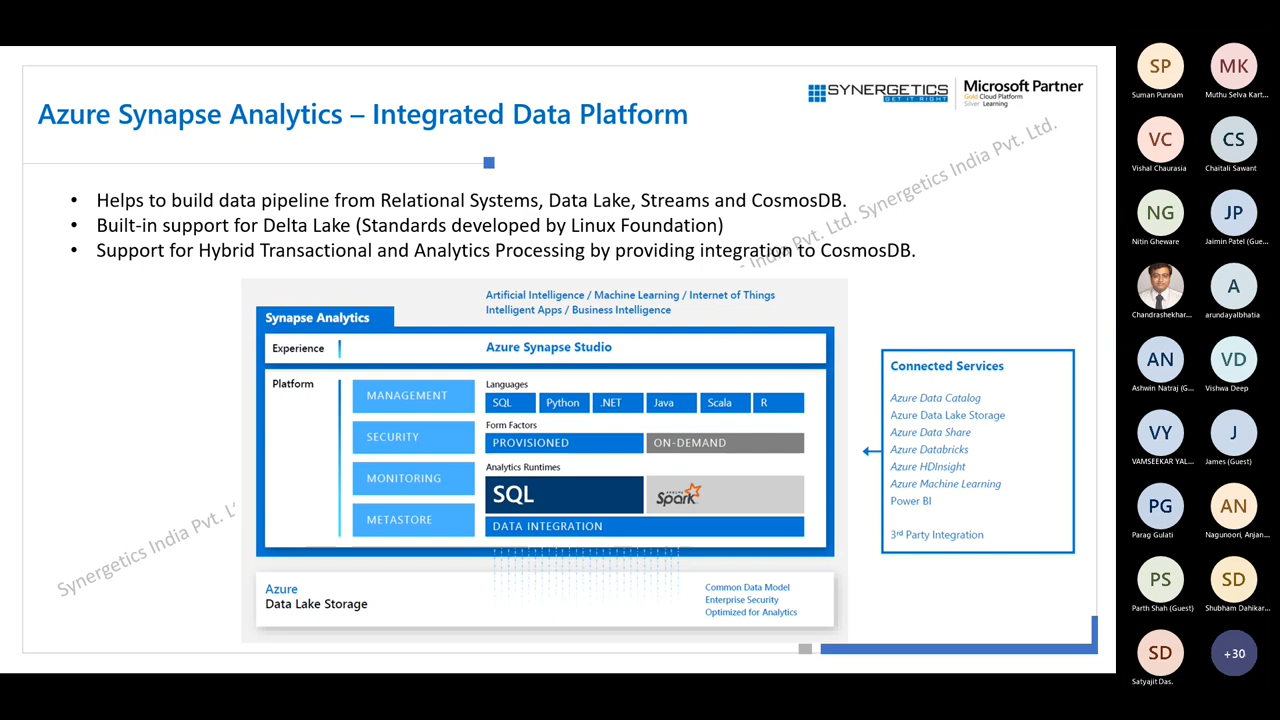 SYNERGETICS
GET IT RIGHT
Microsoft Partner
Gold Cloud Platform
Silver Learning
Azure Synapse Analytics – Integrated Data Platform
Synergetics India Pvt. Ltd.
• Helps to build data pipeline from Relational Systems, Data Lake, Streams and CosmosDB.
• Built-in support for Delta Lake (Standards developed by Linux Foundation)
• Support for Hybrid Transactional and Analytics Processing by providing integration to CosmosDB.
Artificial Intelligence / Machine Learning / Internet of Things
Intelligent Apps / Business Intelligence
Synapse Analytics
Experience
Azure Synapse Studio
Platform
MANAGEMENT
SECURITY
MONITORING
METASTORE
Languages
SQL Python .NET Java Scala R
Form Factors
PROVISIONED ON-DEMAND
Analytics Runtimes
SQL Spark
DATA INTEGRATION
Azure
Data Lake Storage
Common Data Model
Enterprise Security
Optimized for Analytics
Connected Services
Azure Data Catalog
Azure Data Lake Storage
Azure Data Share
Azure Databricks
Azure HDInsight
Azure Machine Learning
Power BI
3rd Party Integration
Synergetics India Pvt. L
SP MK
Suman Punnam Muthu Selva Kart...
VC CS
Vishal Chaurasia Chaitali Sawant
NG JP
Nitin Gheware Jaimin Patel (Gue...
A
Chandrashekhar... arundayalbhatia
AN VD
Ashwin Natraj (G... Vishwa Deep
VY J
VAMSEEKAR YAL... James (Guest)
PG AN
Parag Gulati Nagunoori, Anjan...
PS SD
Parth Shah (Guest) Shubham Dahikar...
SD +30
Satyajit Das.